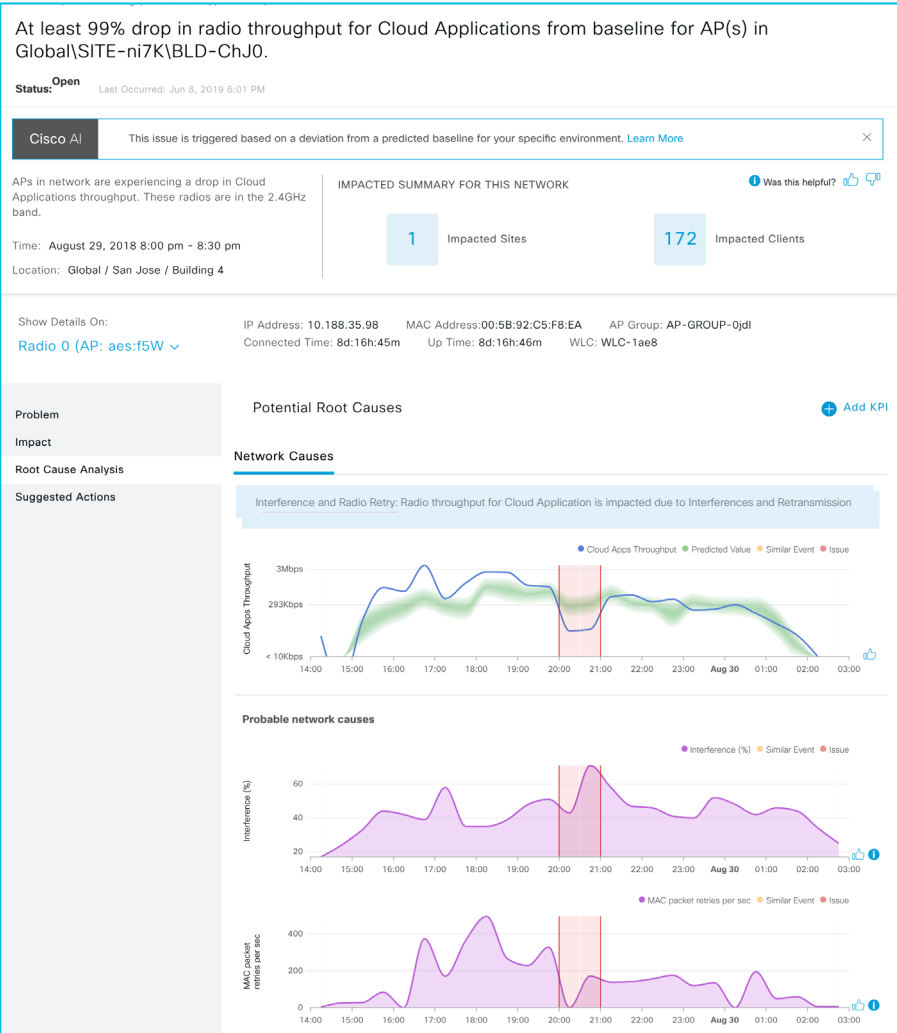 At least 99% drop in radio throughput for Cloud Applications from baseline for AP(s) in
Global\SITE-ni7K\BLD-ChJ0.
Status: Open Last Occurred: Jun 8, 2019 6:01 PM
Cisco AI This issue is triggered based on a deviation from a predicted baseline for your specific environment. Learn More
APs in network are experiencing a drop in Cloud
Applications throughput. These radios are in the 2.4GHz
band.
Time: August 29, 2018 8:00 pm - 8:30 pm
Location: Global / San Jose / Building 4
IMPACTED SUMMARY FOR THIS NETWORK
Was this helpful?
1 Impacted Sites
172 Impacted Clients
Show Details On:
Radio 0 (AP: aes:f5W
IP Address: 10.188.35.98 MAC Address:00:5B:92:C5:F8:EA AP Group: AP-GROUP-0jdI
Connected Time: 8d:16h:45m Up Time: 8d:16h:46m WLC: WLC-1ae8
Problem
Impact
Root Cause Analysis
Suggested Actions
Potential Root Causes
Add KPI
Network Causes
Interference and Radio Retry: Radio throughput for Cloud Application is impacted due to Interferences and Retransmission
Cloud Apps Throughput Predicted Value Similar Event Issue
Cloud Apps Throughput
3Mbps
293Kbps
< 10Kbps
14:00 15:00 16:00 17:00 18:00 19:00 20:00 21:00 22:00 23:00 Aug 30 01:00 02:00 03:00
Probable network causes
Interference (%) Similar Event Issue
Interference (%)
60
40
20
14:00 15:00 16:00 17:00 18:00 19:00 20:00 21:00 22:00 23:00 Aug 30 01:00 02:00 03:00
MAC packet retries per sec Similar Event Issue
MAC packet
retries per sec
400
200
0
14:00 15:00 16:00 17:00 18:00 19:00 20:00 21:00 22:00 23:00 Aug 30 01:00 02:00 03:00